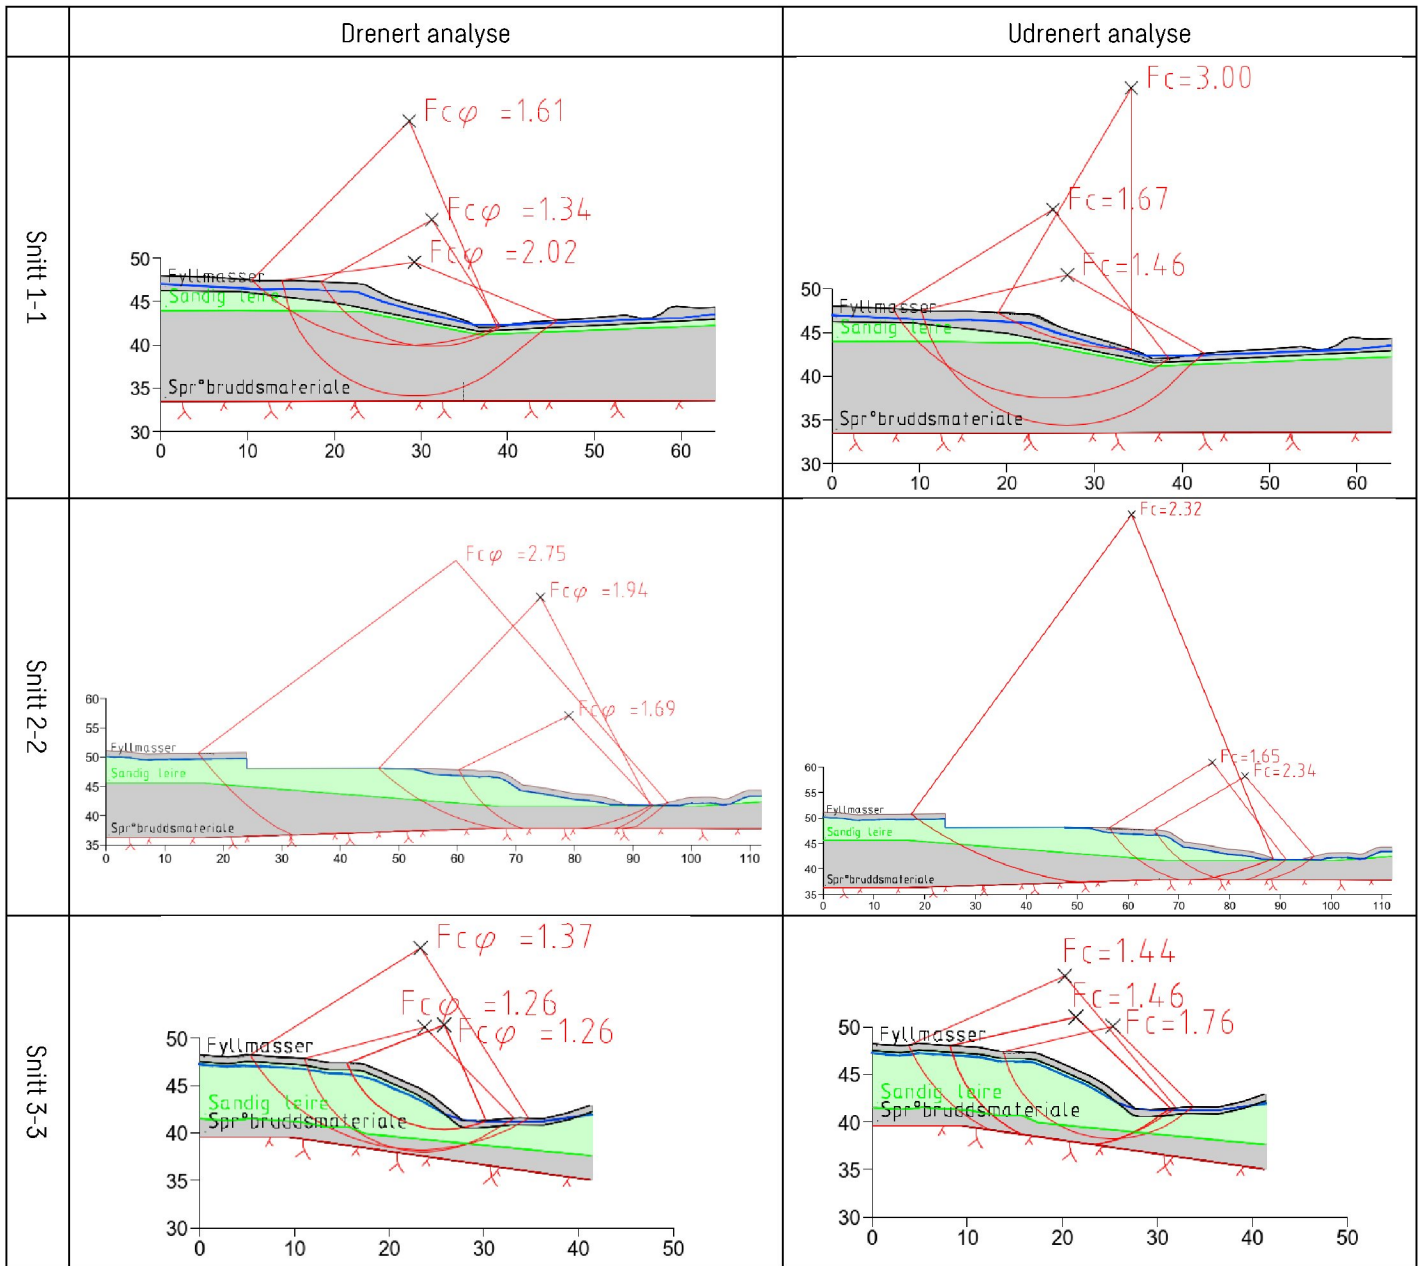 Drenert analyse
Udrenert analyse
Snitt 1-1
Fcφ =1.61
Fcφ =1.34
Fcφ =2.02
50
45
40
35
30
Fyllmasser
Sandig leire
Spr°bruddsmateriale
0 10 20 30 40 50 60
Fc=3.00
Fc=1.67
Fc=1.46
50
45
40
35
30
Fyllmasser
Sandig leire
Spr°bruddsmateriale
0 10 20 30 40 50 60
Snitt 2-2
Fcφ =2.75
Fcφ =1.94
Fcφ =1.69
60
55
50
45
40
35
Fyllmasser
Sandig leire
Spr°bruddsmateriale
0 10 20 30 40 50 60 70 80 90 100 110
Fc=2.32
Fc=1.65
Fc=2.34
60
55
50
45
40
35
Fyllmasser
Sandig leire
Spr°bruddsmateriale
0 10 20 30 40 50 60 70 80 90 100 110
Snitt 3-3
Fcφ =1.37
Fcφ =1.26
Fcφ =1.26
50
45
40
35
30
Fyllmasser
Sandig leire
Spr°bruddsmateriale
0 10 20 30 40 50
Fc=1.44
Fc=1.46
Fc=1.76
50
45
40
35
30
Fyllmasser
Sandig leire
Spr°bruddsmateriale
0 10 20 30 40 50